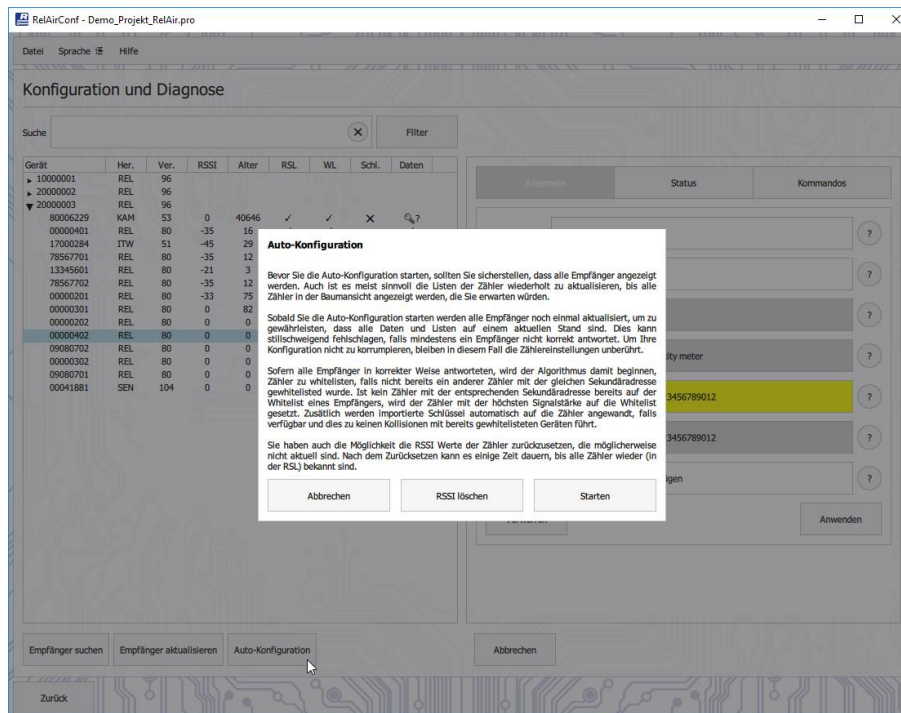 RelAirConf - Demo_Projekt_RelAir.pro
Datei Sprache Hilfe
Konfiguration und Diagnose
Suche
Filter
Gerät Her. Ver. RSSI Alter RSL WL Schl. Daten
10000001 REL 96
20000002 REL 96
20000003 REL 96
80006229 KAM 53 0 40646 ✓ ✓ ✕ ?
00000401 REL 80 -35 16
17000284 ITW 51 -45 29
78567701 REL 80 -35 12
13345601 REL 80 -21 3
78567702 REL 80 -35 12
00000201 REL 80 -33 75
00000301 REL 80 0 82
00000202 REL 80 0 0
00000402 REL 80 0 0
09080702 REL 80 0 0
00000302 REL 80 0 0
09080701 REL 80 0 0
00041881 SEN 104 0 0
Allgemein Status Kommandos
?
?
?
city meter ?
3456789012 ?
3456789012 ?
?
Anwenden
Auto-Konfiguration
Bevor Sie die Auto-Konfiguration starten, sollten Sie sicherstellen, dass alle Empfänger angezeigt
werden. Auch ist es meist sinnvoll die Listen der Zähler wiederholt zu aktualisieren, bis alle
Zähler in der Baumansicht angezeigt werden, die Sie erwarten würden.
Sobald Sie die Auto-Konfiguration starten werden alle Empfänger noch einmal aktualisiert, um zu
gewährleisten, dass alle Daten und Listen auf einem aktuellen Stand sind. Dies kann
stillschweigend fehlschlagen, falls mindestens ein Empfänger nicht korrekt antwortet. Um Ihre
Konfiguration nicht zu korrumpieren, bleiben in diesem Fall die Zählereinstellungen unberührt.
Sofern alle Empfänger in korrekter Weise antworteten, wird der Algorithmus damit beginnen,
Zähler zu whitelisten, falls nicht bereits ein anderer Zähler mit der gleichen Sekundäradresse
gewhitelisted wurde. Ist kein Zähler mit der entsprechenden Sekundäradresse bereits auf der
Whitelist eines Empfängers, wird der Zähler mit der höchsten Signalstärke auf die Whitelist
gesetzt. Zusätlich werden importierte Schlüssel automatisch auf die Zähler angewandt, falls
verfügbar und dies zu keinen Kollisionen mit bereits gewhitelisteten Geräten führt.
Sie haben auch die Möglichkeit die RSSI Werte der Zähler zurückzusetzen, die möglicherweise
nicht aktuell sind. Nach dem Zurücksetzen kann es einige Zeit dauern, bis alle Zähler wieder (in
der RSL) bekannt sind.
Abbrechen RSSI löschen Starten
Empfänger suchen Empfänger aktualisieren Auto-Konfiguration Abbrechen
Zurück